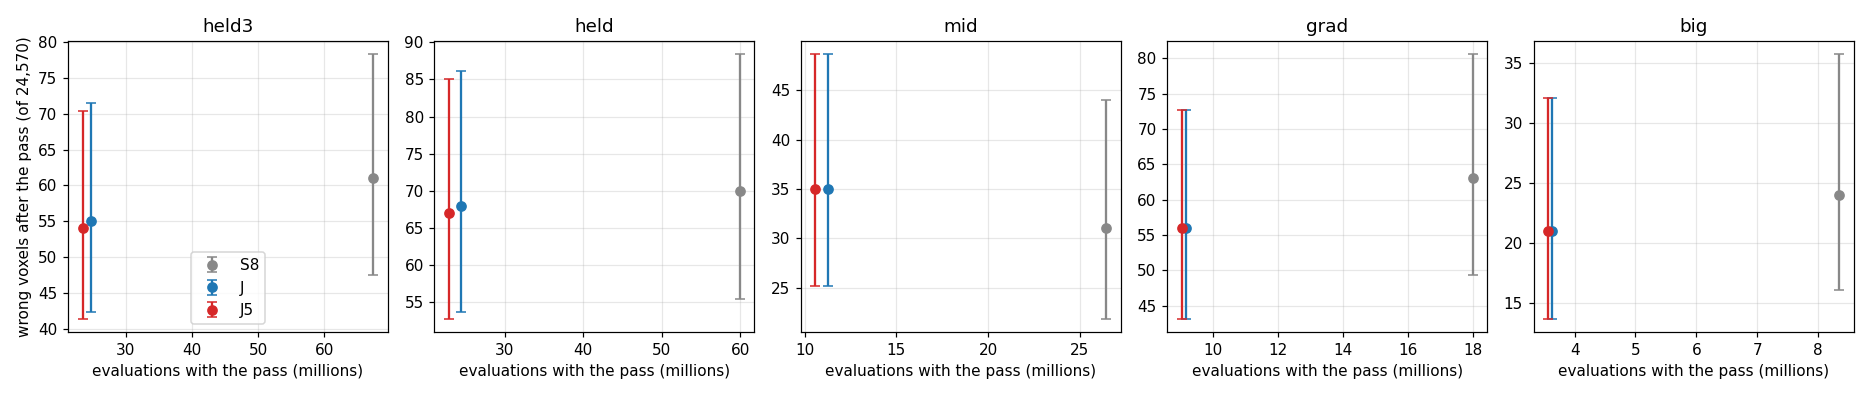 held3
held
mid
grad
big
wrong voxels after the pass (of 24,570)
80
75
70
65
60
55
50
45
40
S8
J
J5
30 40 50 60
evaluations with the pass (millions)
90
85
80
75
70
65
60
55
30 40 50 60
evaluations with the pass (millions)
45
40
35
30
25
10 15 20 25
evaluations with the pass (millions)
80
75
70
65
60
55
50
45
10 12 14 16 18
evaluations with the pass (millions)
35
30
25
20
15
4 5 6 7 8
evaluations with the pass (millions)